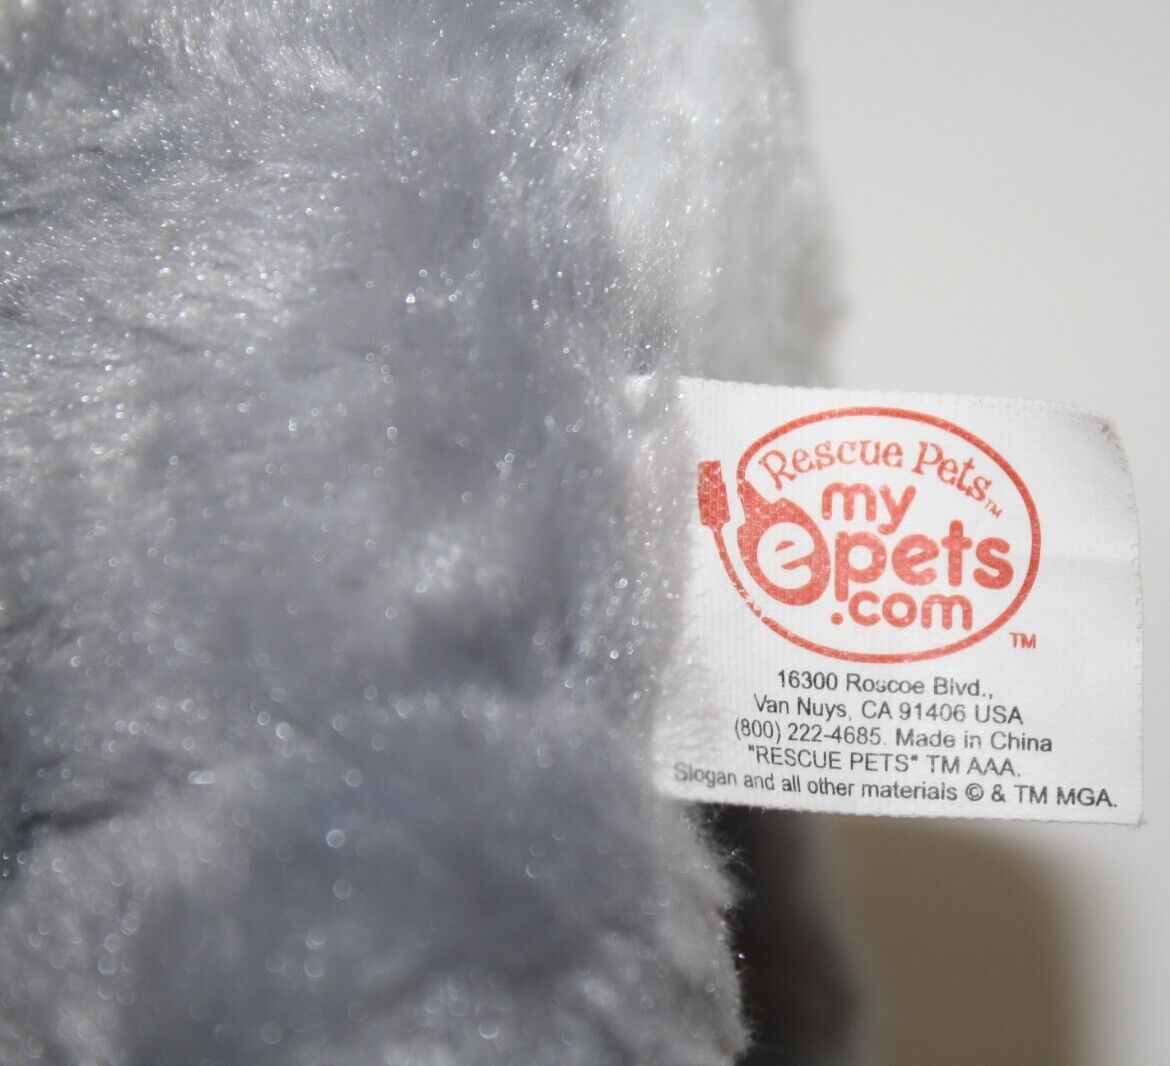 Rescue Pets™
my
epets
.com
™
16300 Roscoe Blvd.,
Van Nuys, CA 91406 USA
(800) 222-4685. Made in China
"RESCUE PETS" TM AAA.
Slogan and all other materials © & TM MGA.